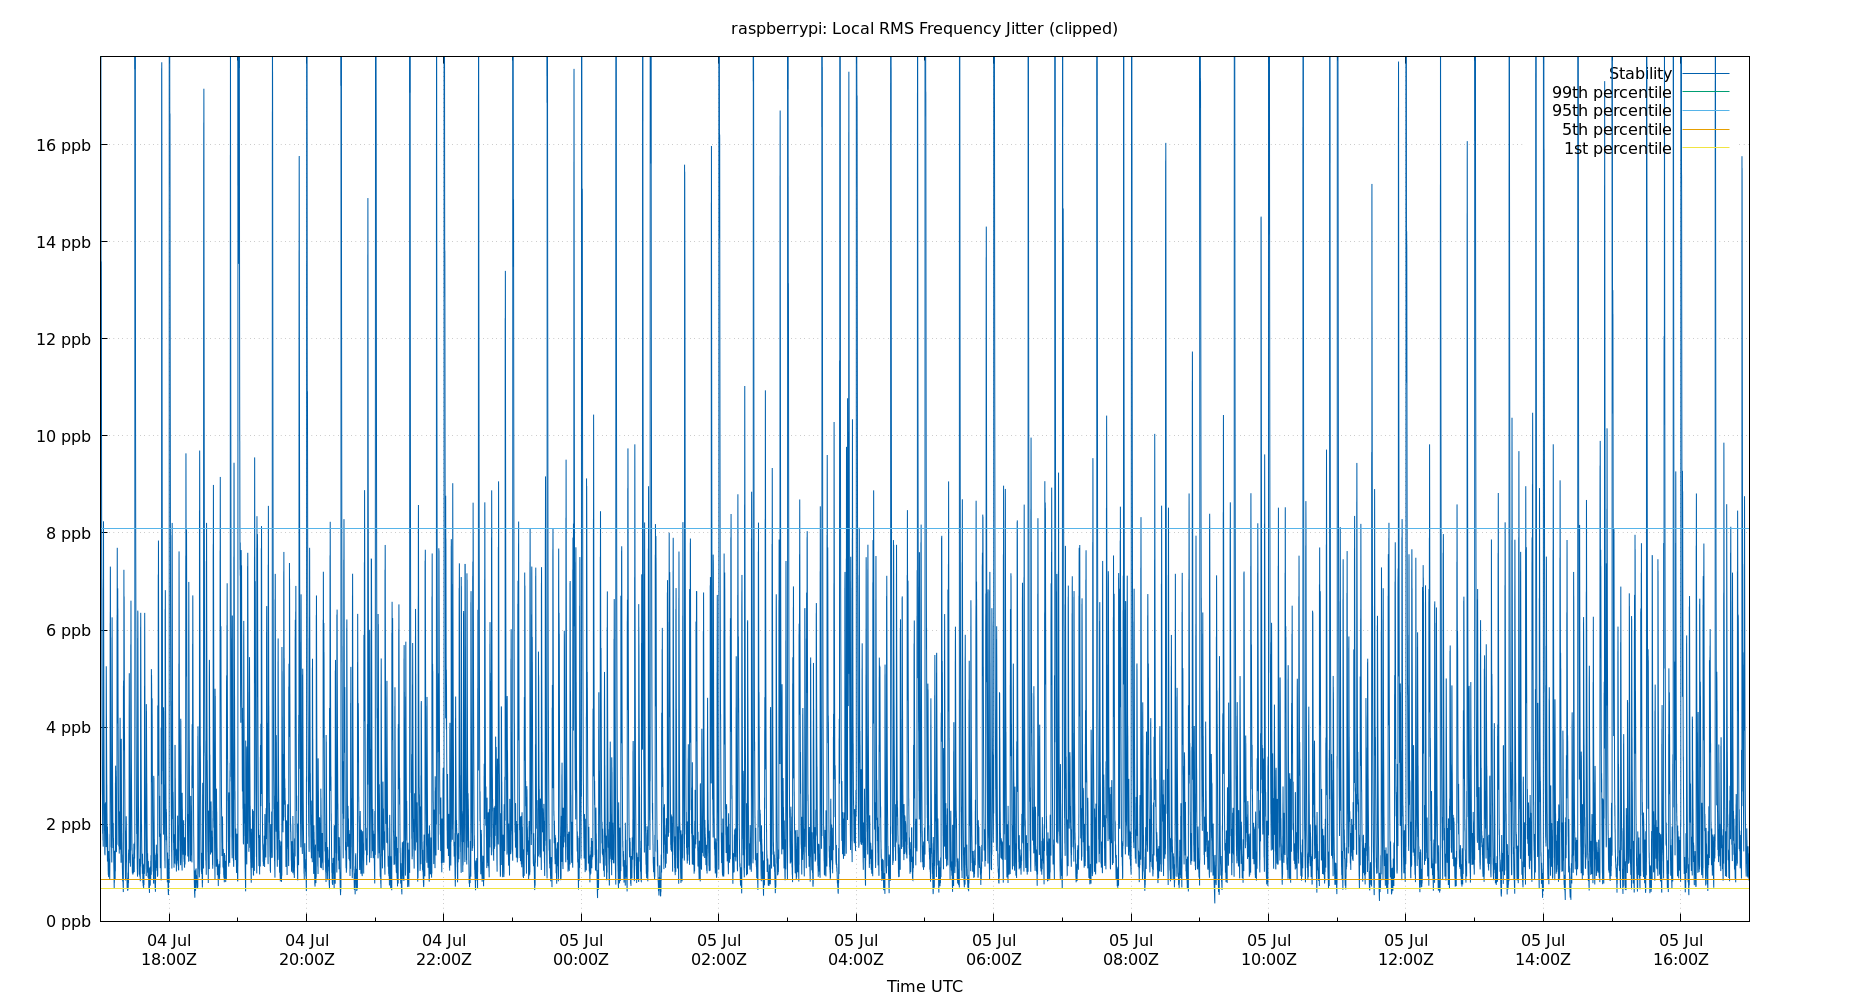 raspberrypi: Local RMS Frequency Jitter (clipped)
Stability
99th percentile
95th percentile
5th percentile
1st percentile
16 ppb
14 ppb
12 ppb
10 ppb
8 ppb
6 ppb
4 ppb
2 ppb
0 ppb
04 Jul 04 Jul 04 Jul 05 Jul 05 Jul 05 Jul 05 Jul 05 Jul 05 Jul 05 Jul 05 Jul 05 Jul
18:00Z 20:00Z 22:00Z 00:00Z 02:00Z 04:00Z 06:00Z 08:00Z 10:00Z 12:00Z 14:00Z 16:00Z
Time UTC